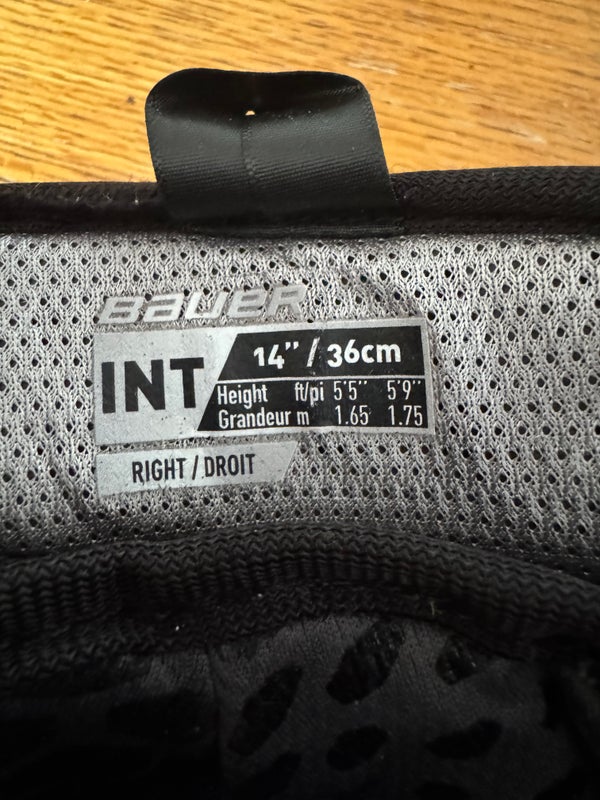 BAUER
INT
14" / 36cm
Height ft/pi 5'5" 5'9"
Grandeur m 1.65 1.75
RIGHT / DROIT